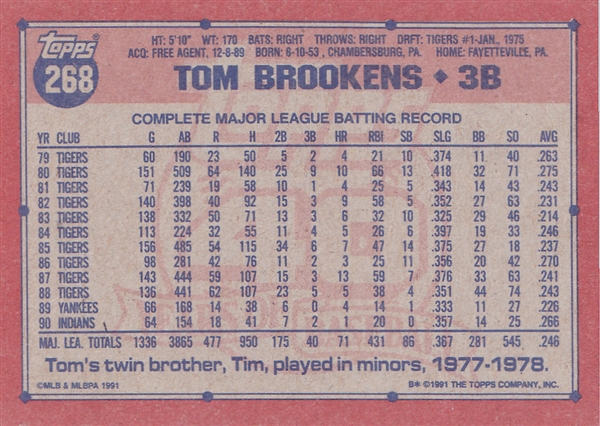 Topps
268
HT: 5'10" WT: 170 BATS: RIGHT THROWS: RIGHT DRFT: TIGERS #1-JAN., 1975
ACQ: FREE AGENT, 12-8-89 BORN: 6-10-53, CHAMBERSBURG, PA. HOME: FAYETTEVILLE, PA.
TOM BROOKENS ♦ 3B
COMPLETE MAJOR LEAGUE BATTING RECORD
YR CLUB G AB R H 2B 3B HR RBI SB SLG BB SO AVG
79 TIGERS 60 190 23 50 5 2 4 21 10 .374 11 40 .263
80 TIGERS 151 509 64 140 25 9 10 66 13 .418 32 71 .275
81 TIGERS 71 239 19 58 10 1 4 25 5 .343 14 43 .243
82 TIGERS 140 398 40 92 15 3 9 58 5 .352 27 63 .231
83 TIGERS 138 332 50 71 13 3 6 32 10 .325 29 46 .214
84 TIGERS 113 224 32 55 11 4 5 26 6 .397 19 33 .246
85 TIGERS 156 485 54 115 34 6 7 47 14 .375 27 18 .237
86 TIGERS 98 281 42 76 11 2 3 25 11 .356 20 42 .270
87 TIGERS 143 444 59 107 15 3 13 59 7 .376 33 63 .241
88 TIGERS 136 441 62 107 23 5 5 38 4 .351 44 74 .243
89 YANKEES 66 168 14 38 6 0 4 14 1 .333 11 27 .226
90 INDIANS 64 154 18 41 7 2 1 20 0 .357 14 25 .266
MAJ. LEA. TOTALS 1336 3865 477 950 175 40 71 431 86 .367 281 545 .246
Tom's twin brother, Tim, played in minors, 1977-1978.
©MLB & MLBPA 1991 B✻ ©1991 THE TOPPS COMPANY, INC.